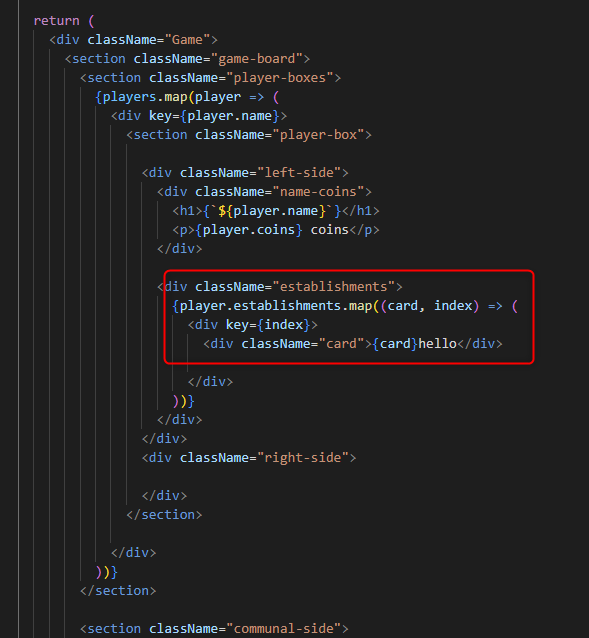 return (
<div className="Game">
<section className="game-board">
<section className="player-boxes">
{players.map(player => (
<div key={player.name}>
<section className="player-box">
<div className="left-side">
<div className="name-coins">
<h1>{`${player.name}`}</h1>
<p>{player.coins} coins</p>
</div>
<div className="establishments">
{player.establishments.map((card, index) => (
<div key={index}>
<div className="card">{card}hello</div>
</div>
))}
</div>
</div>
<div className="right-side">
</div>
</section>
</div>
))}
</section>
<section className="communal-side">